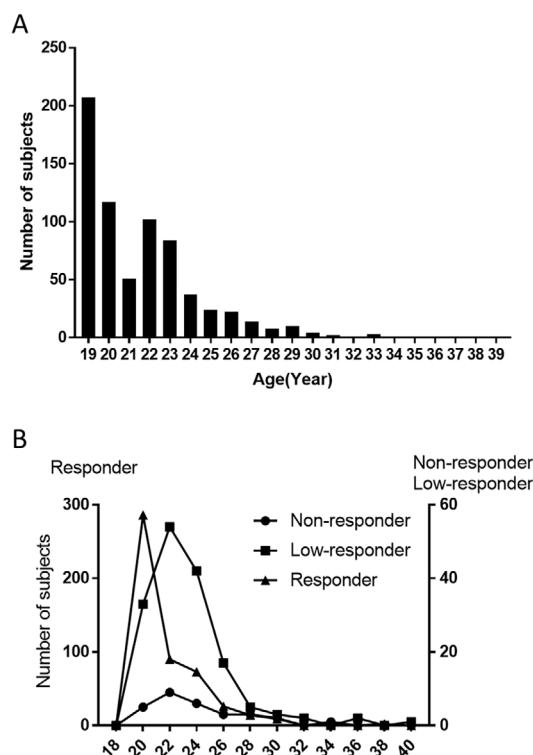 A
250
200
150
100
50
0
Number of subjects
19 20 21 22 23 24 25 26 27 28 29 30 31 32 33 34 35 36 37 38 39
Age(Year)
B
Responder
Non-responder
Low-responder
300
200
100
0
Number of subjects
Non-responder
Low-responder
Responder
60
40
20
0
18 20 22 24 26 28 30 32 34 36 38 40